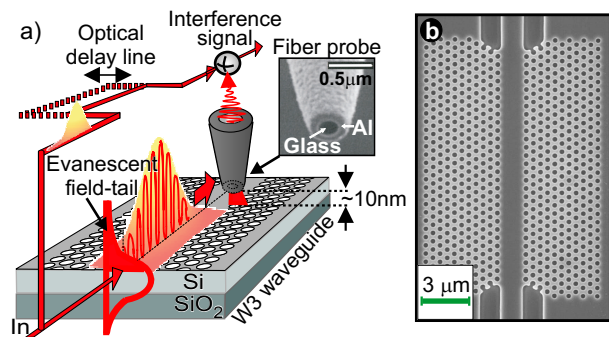 a)
Optical
delay line
Interference
signal
Fiber probe
0.5μm
Glass
Al
Evanescent
field-tail
~10nm
Si
SiO2
W3 waveguide
In
b
3 μm